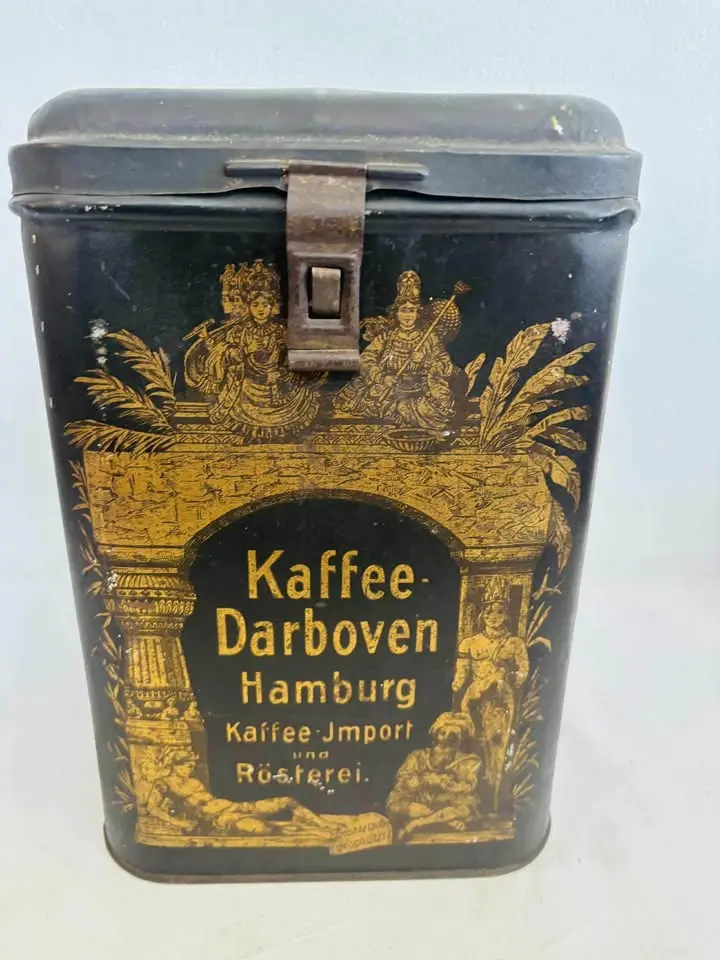 Kaffee-
Darboven
Hamburg
Kaffee-Jmport
und
Rösterei.